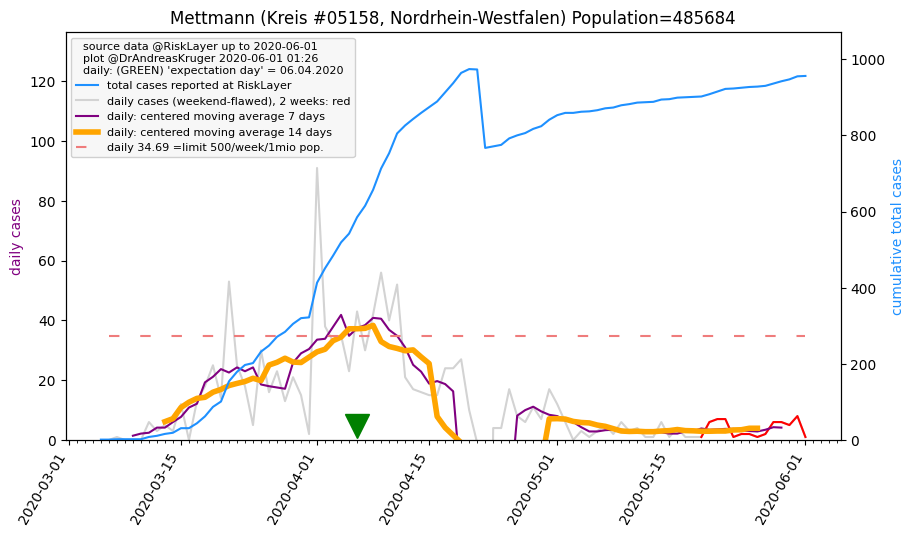 Mettmann (Kreis #05158, Nordrhein-Westfalen) Population=485684
source data @RiskLayer up to 2020-06-01
plot @DrAndreasKruger 2020-06-01 01:26
daily: (GREEN) 'expectation day' = 06.04.2020
total cases reported at RiskLayer
daily cases (weekend-flawed), 2 weeks: red
daily: centered moving average 7 days
daily: centered moving average 14 days
daily 34.69 =limit 500/week/1mio pop.
daily cases
120
100
80
60
40
20
0
cumulative total cases
1000
800
600
400
200
0
2020-03-01
2020-03-15
2020-04-01
2020-04-15
2020-05-01
2020-05-15
2020-06-01